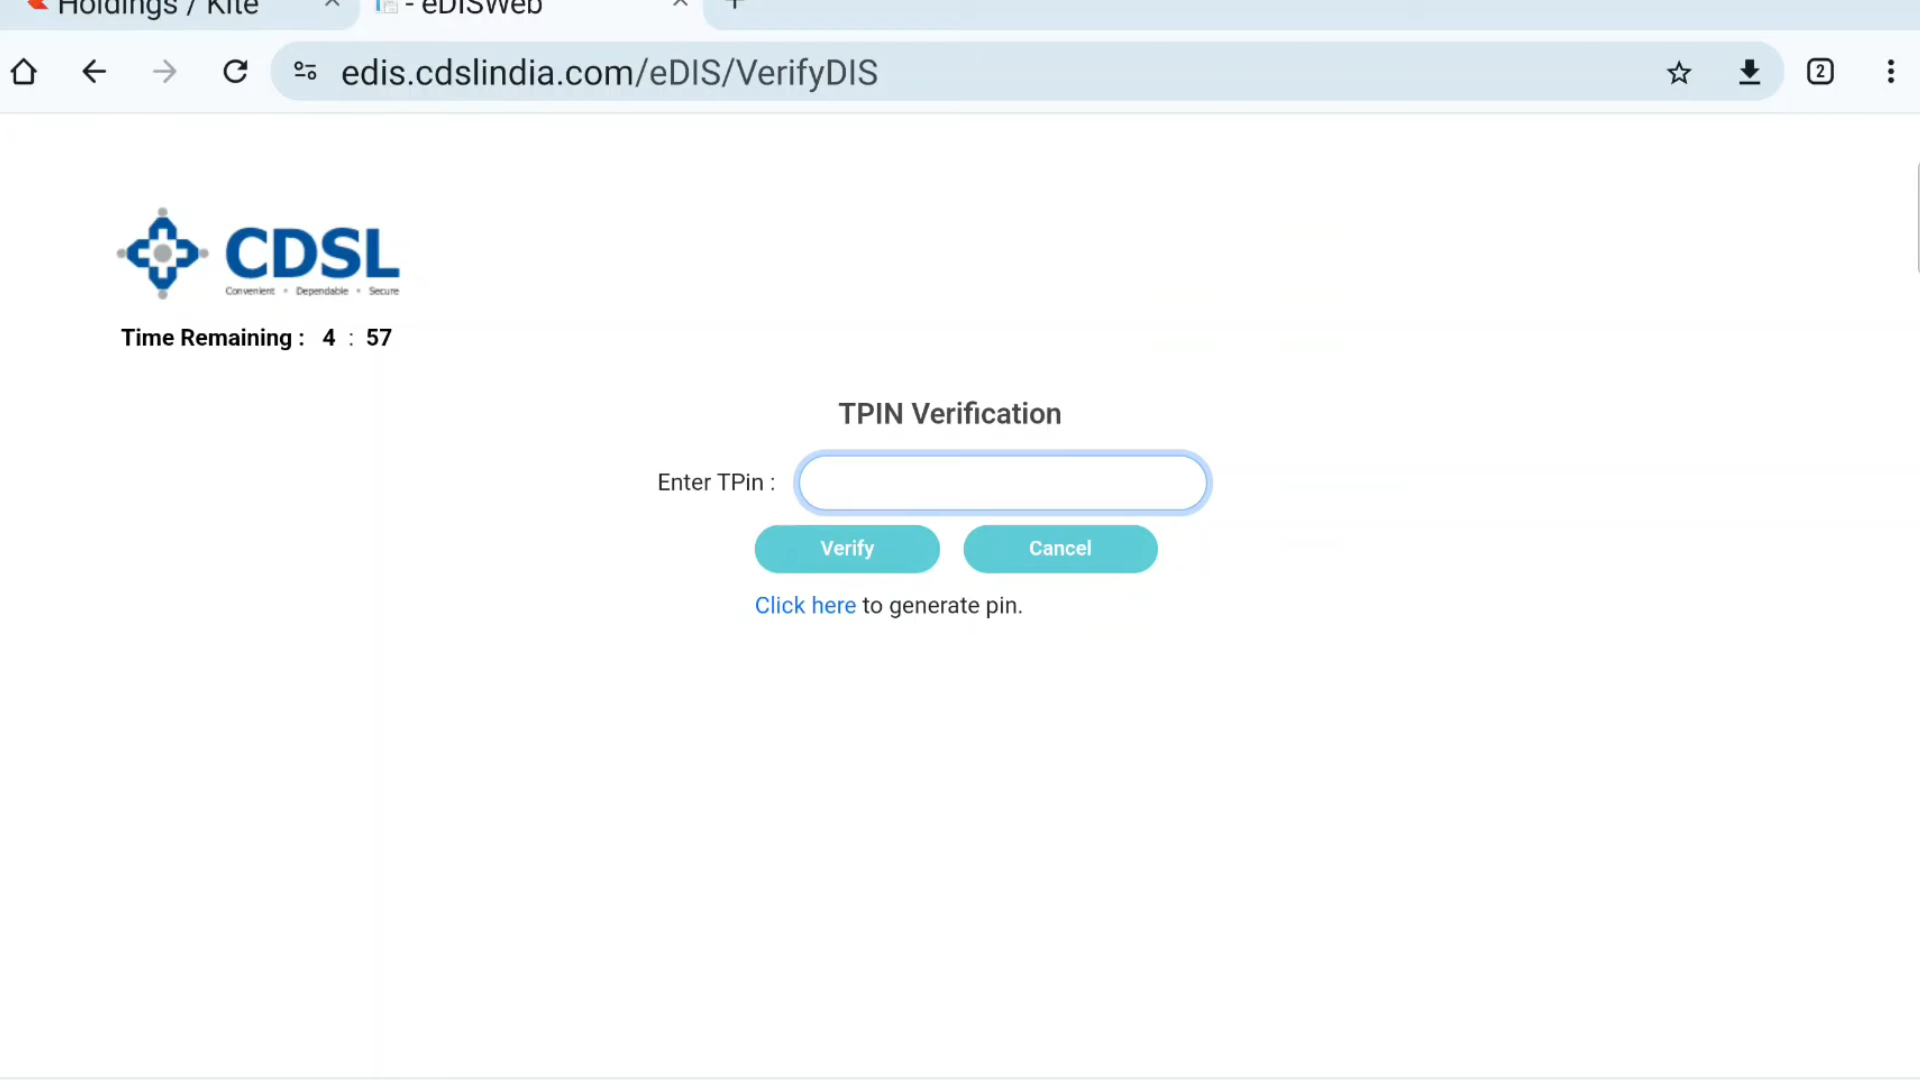 Holdings / Kite
- eDISWeb
edis.cdslindia.com/eDIS/VerifyDIS
2
CDSL
Convenient • Dependable • Secure
Time Remaining : 4 : 57
TPIN Verification
Enter TPin :
Verify Cancel
Click here to generate pin.